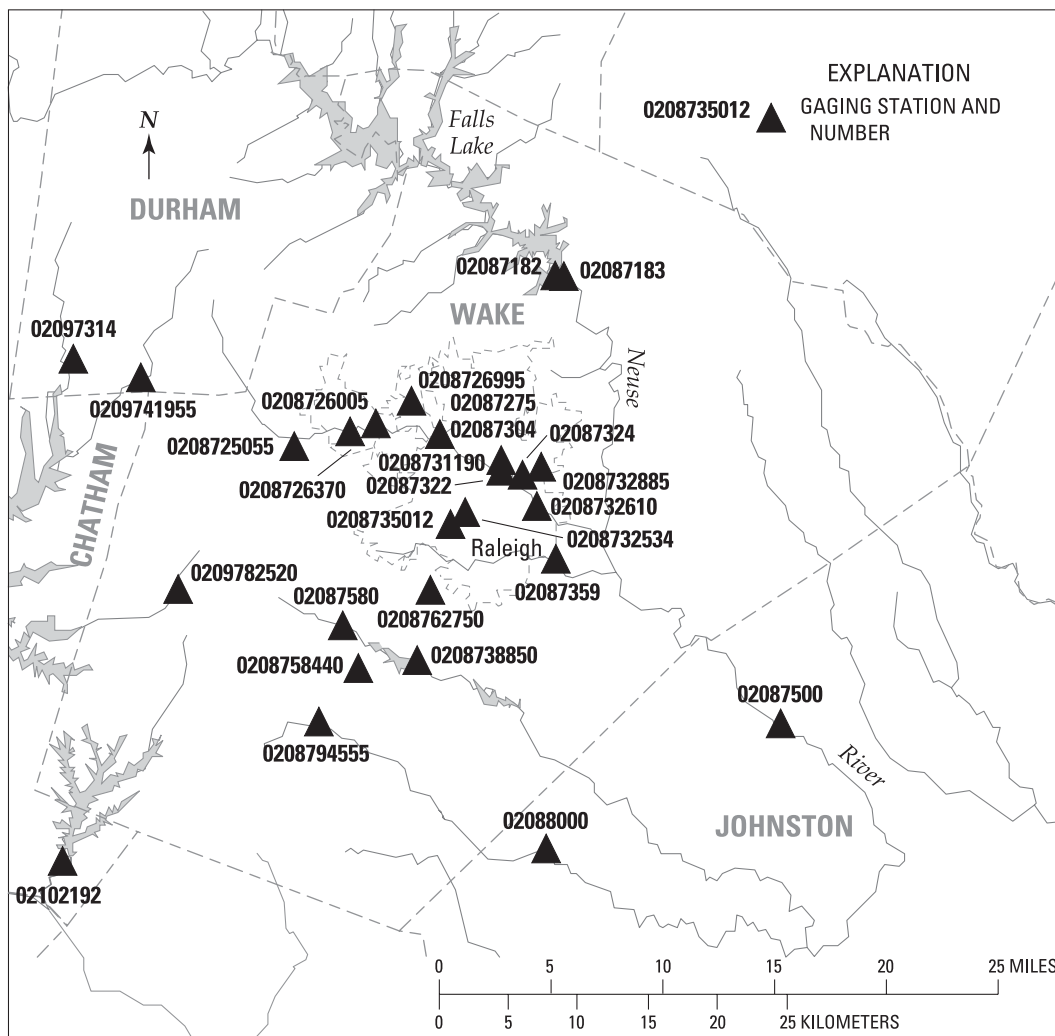 EXPLANATION
0208735012
GAGING STATION AND
NUMBER
Falls
Lake
N
DURHAM
02087182
02087183
WAKE
02097314
Neuse
0208726995
0208726005
02087275
0209741955
02087304
02087324
0208725055
0208731190
CHATHAM
02087322
0208732885
0208726370
0208732610
0208735012
0208732534
Raleigh
0209782520
02087580
02087359
0208762750
0208738850
0208758440
02087500
0208794555
River
02088000
JOHNSTON
02102192
0 5 10 15 20 25 MILES
0 5 10 15 20 25 KILOMETERS